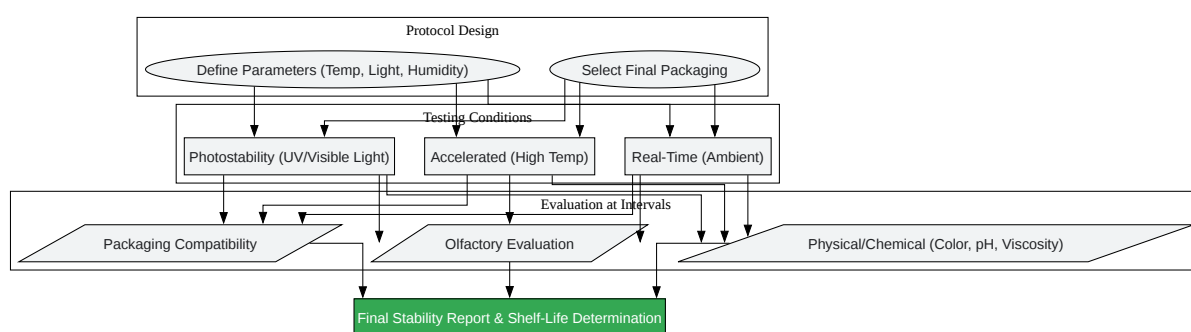 Protocol Design
Define Parameters (Temp, Light, Humidity)
Select Final Packaging
Testing Conditions
Photostability (UV/Visible Light)
Accelerated (High Temp)
Real-Time (Ambient)
Evaluation at Intervals
Packaging Compatibility
Olfactory Evaluation
Physical/Chemical (Color, pH, Viscosity)
Final Stability Report & Shelf-Life Determination